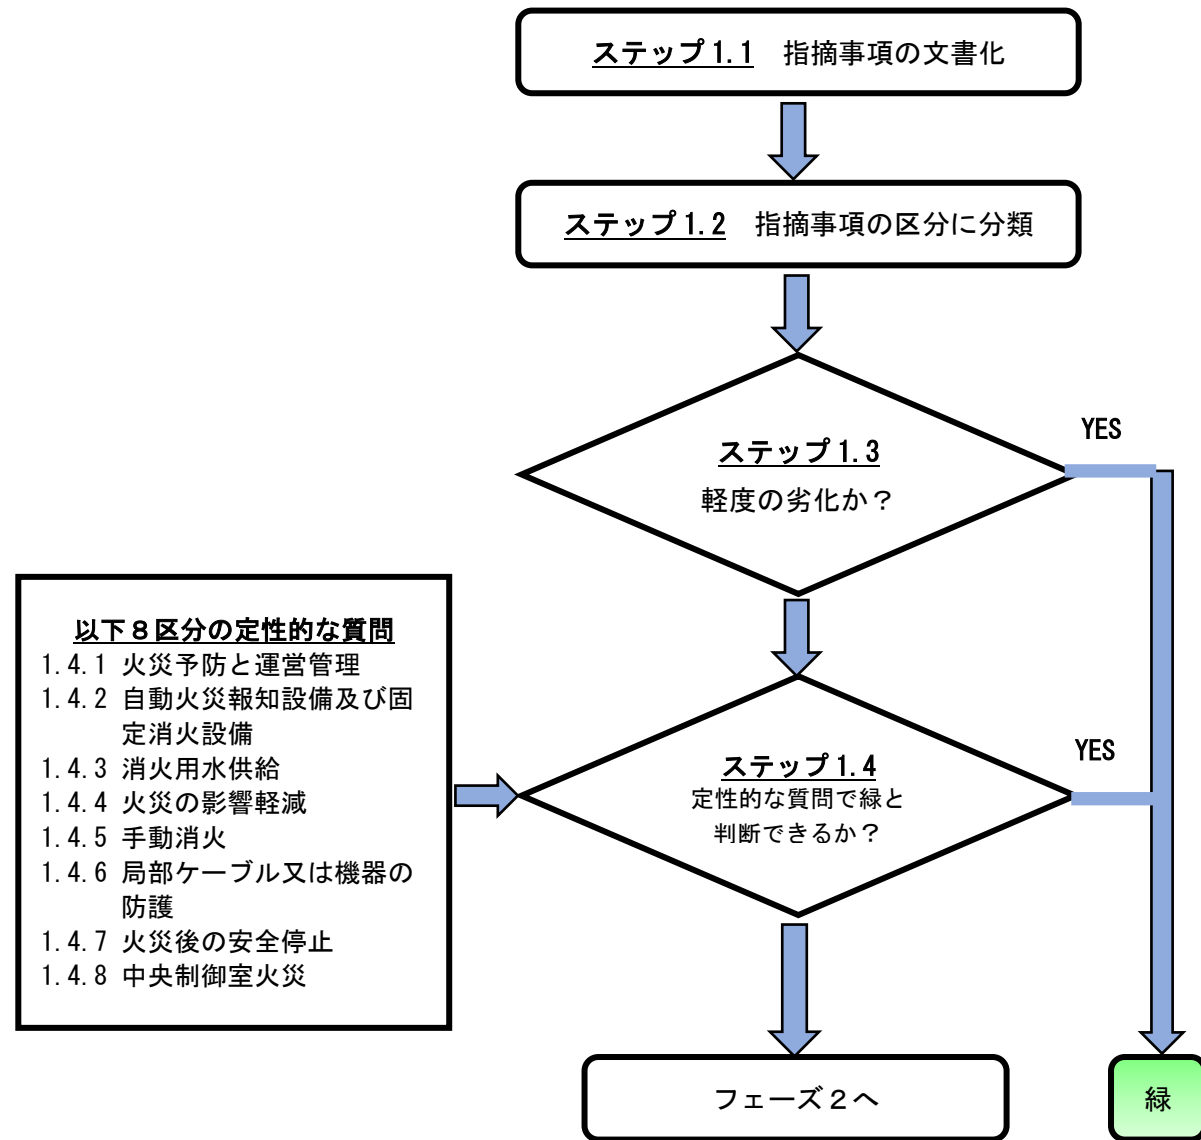 ステップ1.1 指摘事項の文書化
ステップ1.2 指摘事項の区分に分類
YES
ステップ1.3
軽度の劣化か？
以下８区分の定性的な質問
1.4.1 火災予防と運営管理
1.4.2 自動火災報知設備及び固
定消火設備
1.4.3 消火用水供給
1.4.4 火災の影響軽減
1.4.5 手動消火
1.4.6 局部ケーブル又は機器の
防護
1.4.7 火災後の安全停止
1.4.8 中央制御室火災
YES
ステップ1.4
定性的な質問で緑と
判断できるか？
フェーズ２へ
緑